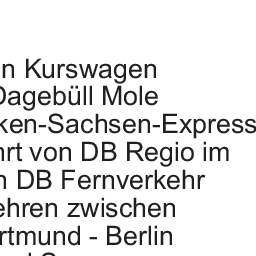 n Kurswagen
Dagebüll Mole
ken-Sachsen-Express
hrt von DB Regio im
n DB Fernverkehr
ehren zwischen
rtmund - Berlin